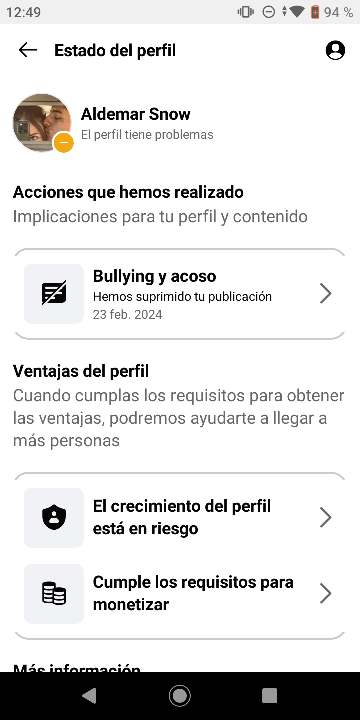 12:49
94 %
Estado del perfil
Aldemar Snow
El perfil tiene problemas
Acciones que hemos realizado
Implicaciones para tu perfil y contenido
Bullying y acoso
Hemos suprimido tu publicación
23 feb. 2024
Ventajas del perfil
Cuando cumplas los requisitos para obtener
las ventajas, podremos ayudarte a llegar a
más personas
El crecimiento del perfil
está en riesgo
Cumple los requisitos para
monetizar
Más información